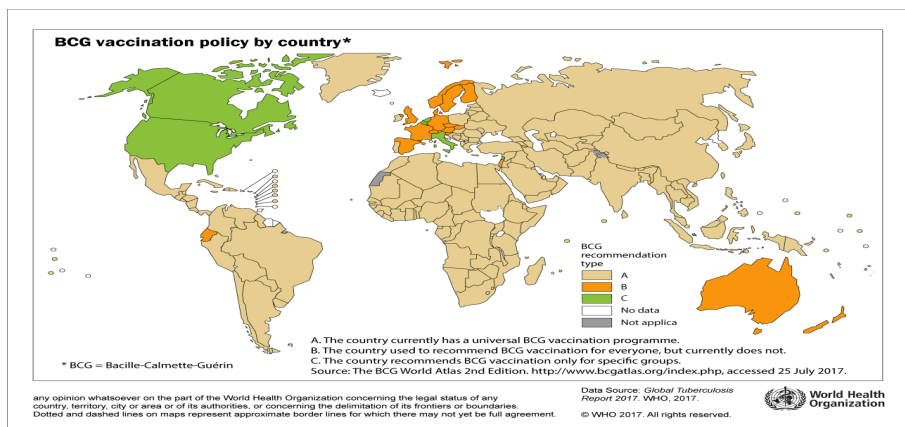 BCG vaccination policy by country*
BCG
recommendation
type
A
B
C
No data
Not applica
A. The country currently has a universal BCG vaccination programme.
B. The country used to recommend BCG vaccination for everyone, but currently does not.
C. The country recommends BCG vaccination only for specific groups.
Source: The BCG World Atlas 2nd Edition. http://www.bcgatlas.org/index.php, accessed 25 July 2017.
* BCG = Bacille-Calmette-Guérin
any opinion whatsoever on the part of the World Health Organization concerning the legal status of any
country, territory, city or area or of its authorities, or concerning the delimitation of its frontiers or boundaries.
Dotted and dashed lines on maps represent approximate border lines for which there may not yet be full agreement.
Data Source: Global Tuberculosis
Report 2017. WHO, 2017.
© WHO 2017. All rights reserved.
World Health
Organization